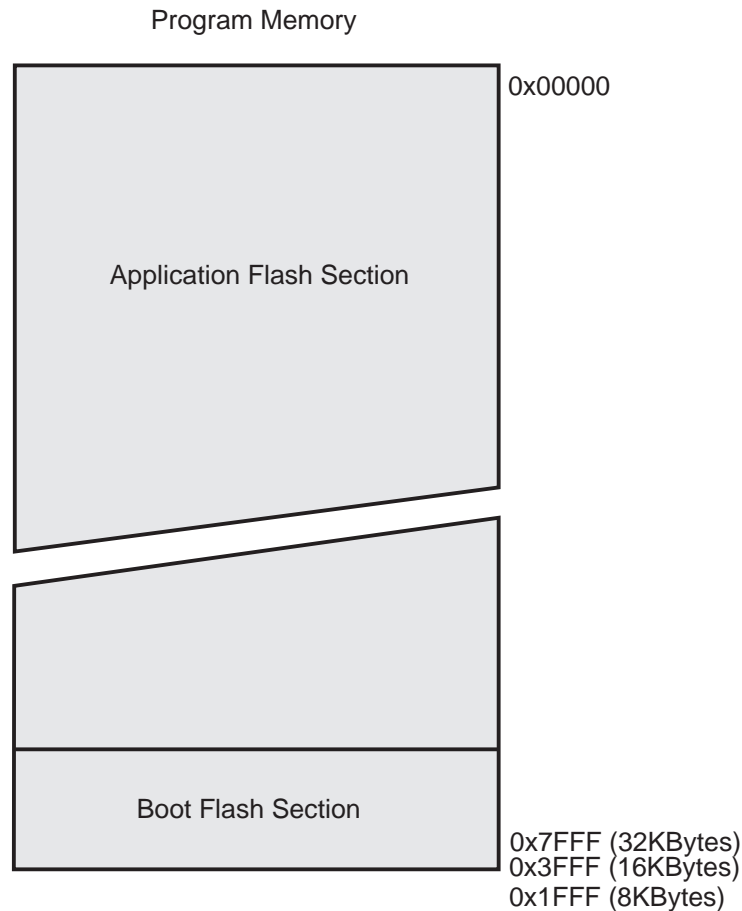 Program Memory
0x00000
Application Flash Section
Boot Flash Section
0x7FFF (32KBytes)
0x3FFF (16KBytes)
0x1FFF (8KBytes)